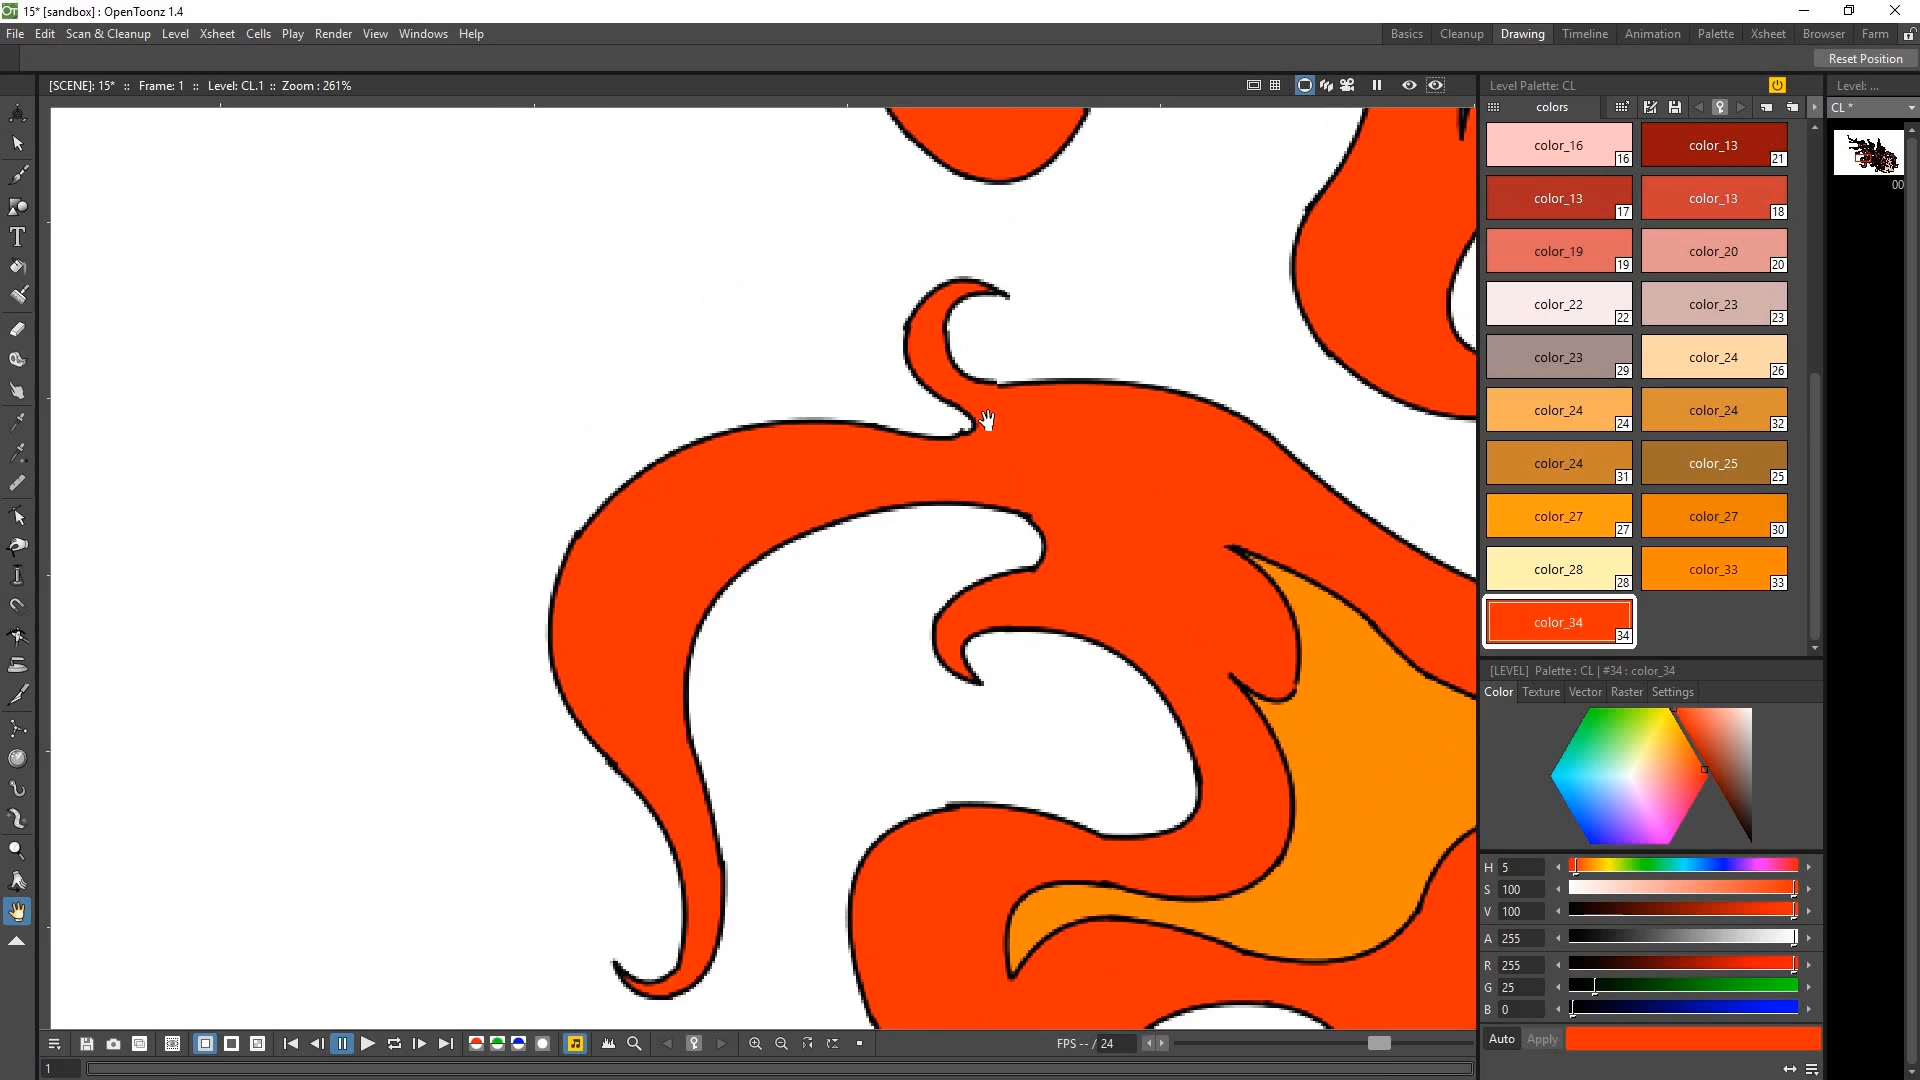 15* [sandbox] : OpenToonz 1.4
File Edit Scan & Cleanup Level Xsheet Cells Play Render View Windows Help
Basics Cleanup Drawing Timeline Animation Palette Xsheet Browser Farm
Reset Position
[SCENE]: 15* :: Frame: 1 :: Level: CL.1 :: Zoom : 261%
Level Palette: CL
Level: ...
colors
CL *
color_16 16 color_13 21
color_13 17 color_13 18
color_19 19 color_20 20
color_22 22 color_23 23
color_23 29 color_24 26
color_24 24 color_24 32
color_24 31 color_25 25
color_27 27 color_27 30
color_28 28 color_33 33
color_34 34
00
[LEVEL] Palette : CL | #34 : color_34
Color Texture Vector Raster Settings
H 5
S 100
V 100
A 255
R 255
G 25
B 0
Auto Apply
FPS -- / 24
1